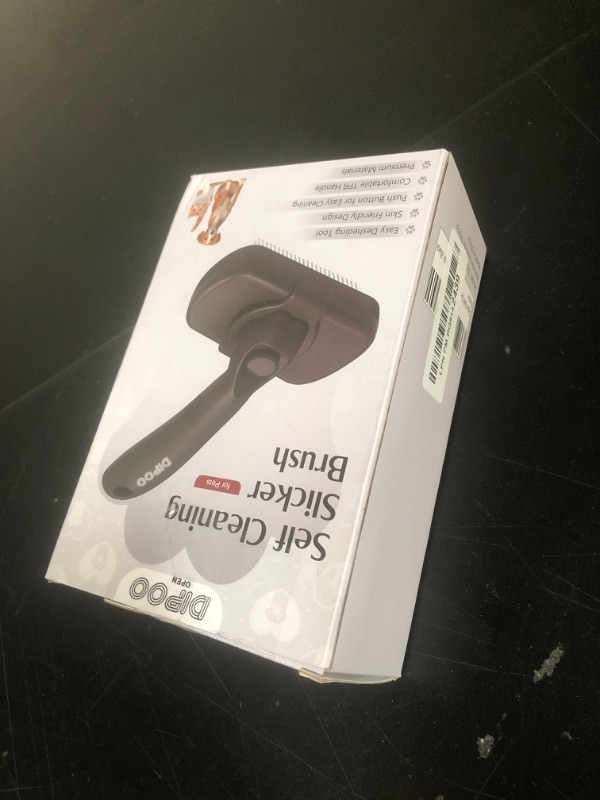 DIPOO
OPEN
Self Cleaning
Slicker
for Pets
Brush
DIPOO
Easy Desheding Tool
Skin Friendly Design
Push Button for Easy Cleaning
Comfortable TPR Handle
Premium Materials